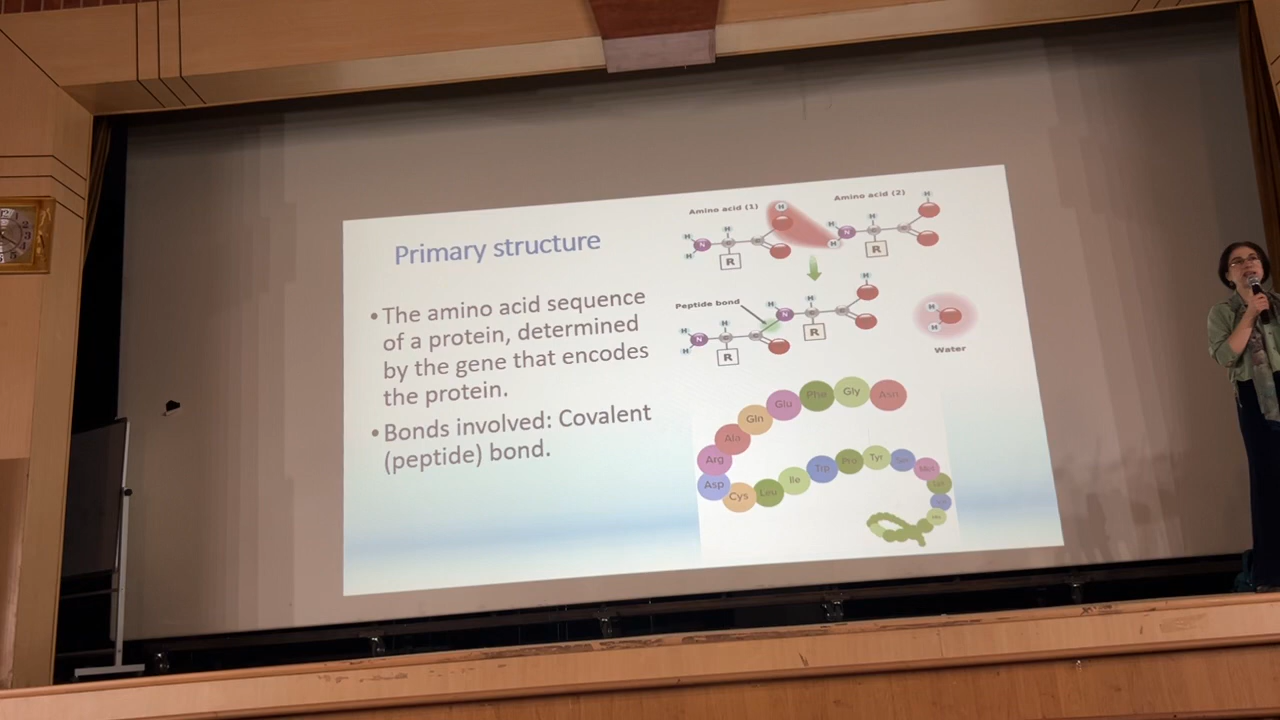 Primary structure
• The amino acid sequence
of a protein, determined
by the gene that encodes
the protein.
• Bonds involved: Covalent
(peptide) bond.
Amino acid (1)
Amino acid (2)
H
H
H
N
H
C
C
R
H
H
N
H
C
C
R
H
Peptide bond
H
H
N
H
C
C
R
H
N
H
C
C
R
H
H
H
Water
Asn
Gly
Phe
Glu
Gln
Ala
Arg
Asp
Cys
Leu
Ile
Trp
Pro
Tyr
Ser
Met